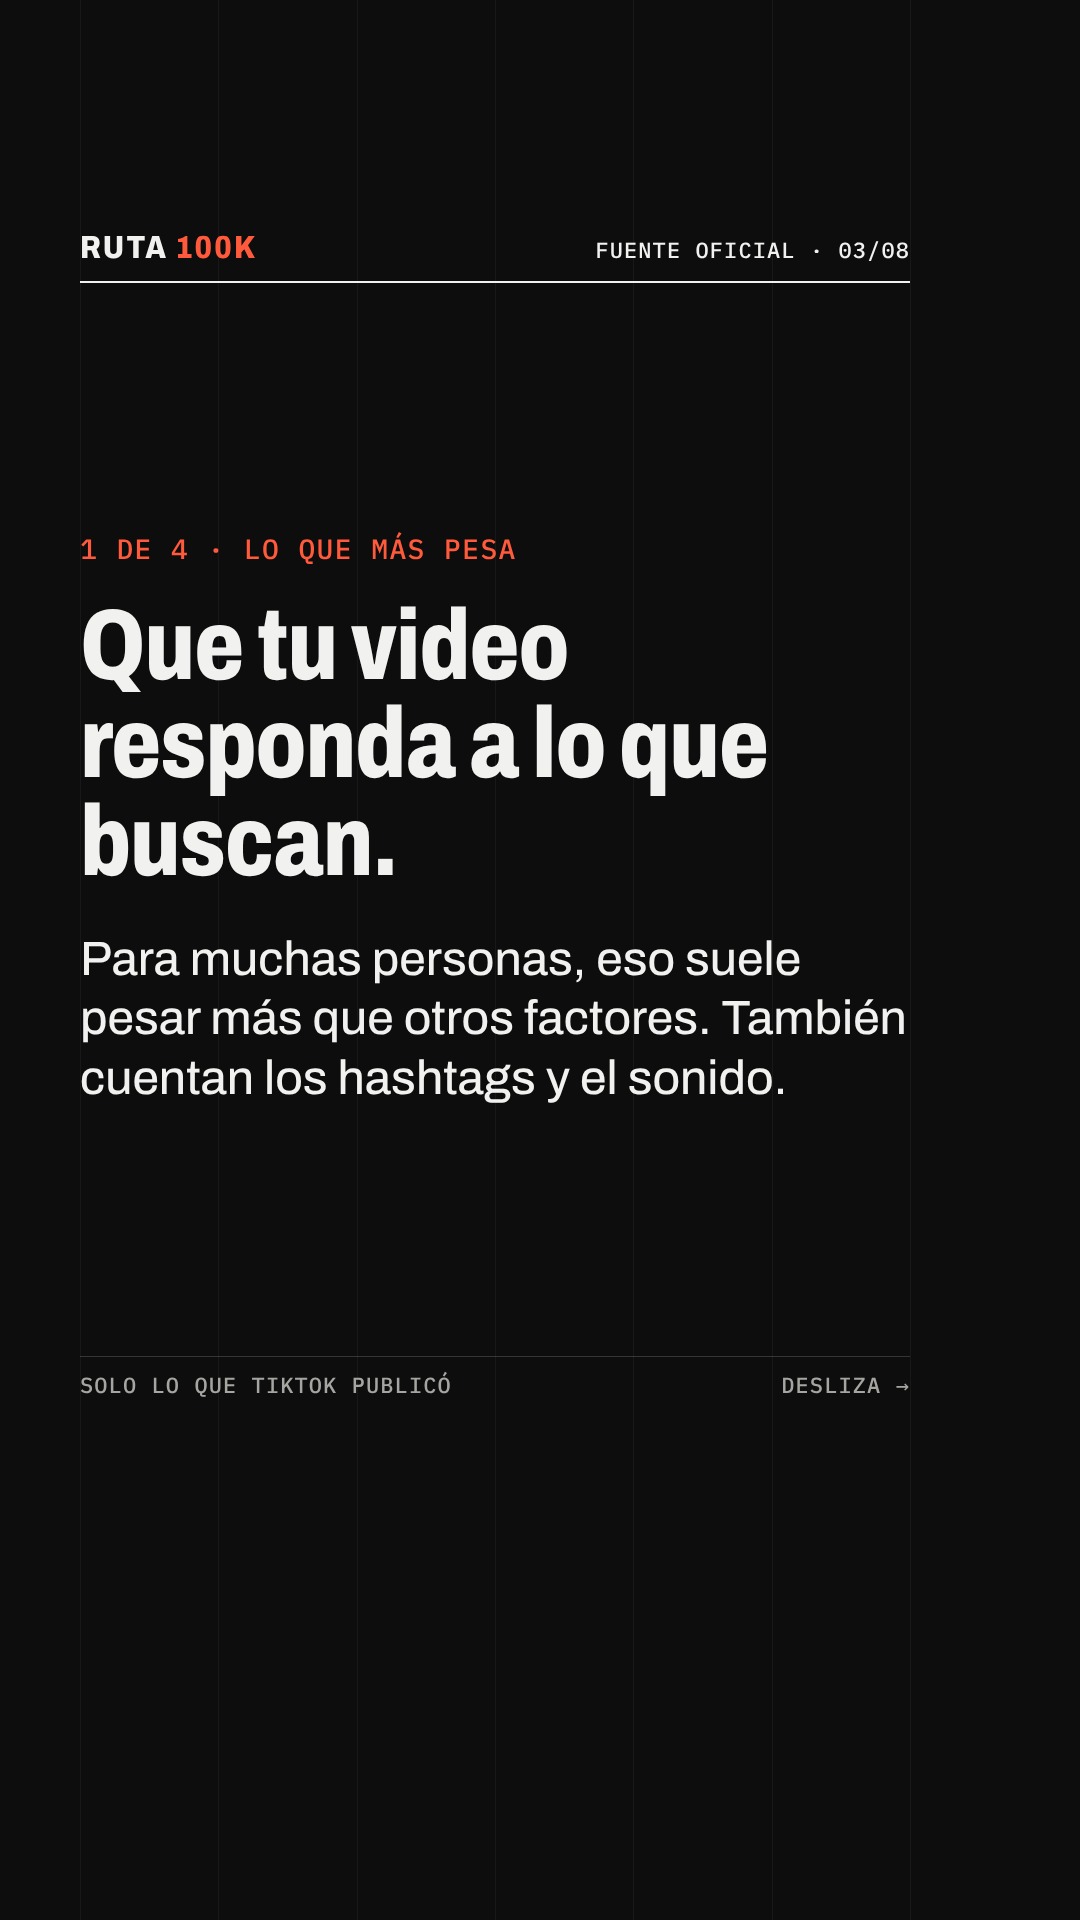 RUTA 100K
FUENTE OFICIAL · 03/08
1 DE 4 · LO QUE MÁS PESA
Que tu video
responda a lo que
buscan.
Para muchas personas, eso suele
pesar más que otros factores. También
cuentan los hashtags y el sonido.
SOLO LO QUE TIKTOK PUBLICÓ
DESLIZA →